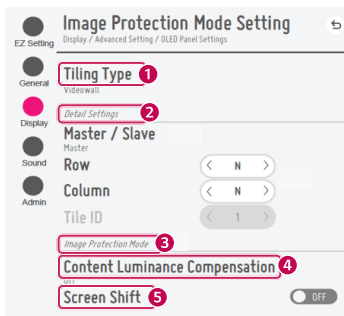 Image Protection Mode Setting
Display / Advanced Setting / OLED Panel Settings
EZ Setting
General
Display
Sound
Admin
Tiling Type 1
Videowall
Detail Settings 2
Master / Slave
Master
Row < N >
Column < N >
Tile ID < 1 >
Image Protection Mode 3
Content Luminance Compensation 4
Off
Screen Shift 5
OFF